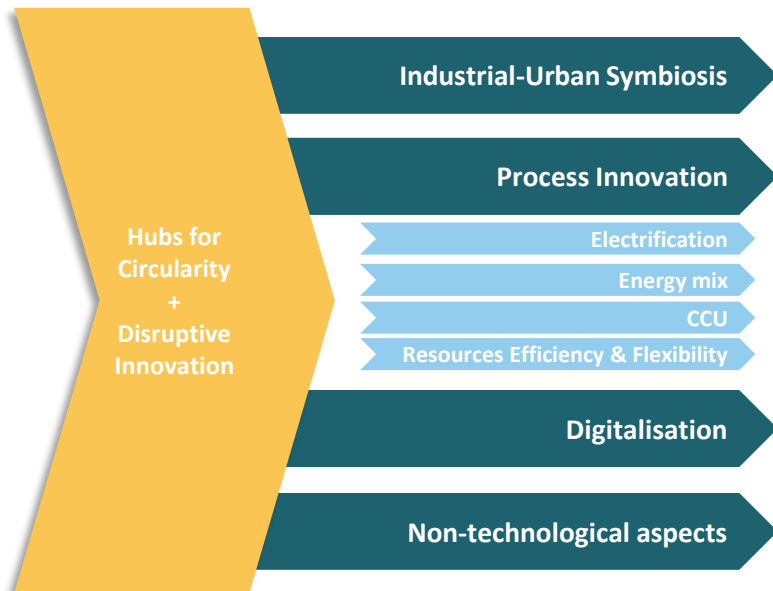 Industrial-Urban Symbiosis
Process Innovation
Hubs for
Circularity
+
Disruptive
Innovation
Electrification
Energy mix
CCU
Resources Efficiency & Flexibility
Digitalisation
Non-technological aspects